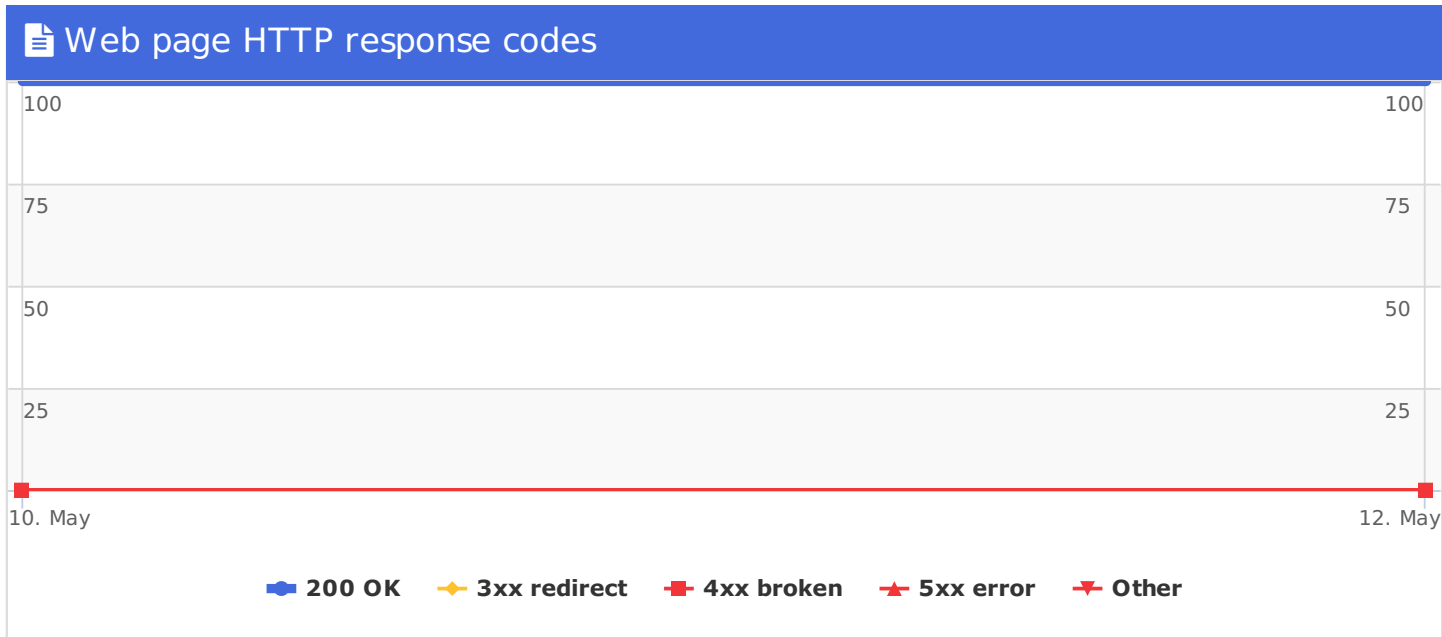 Web page HTTP response codes
100 100
75 75
50 50
25 25
10. May 12. May
200 OK 3xx redirect 4xx broken 5xx error Other